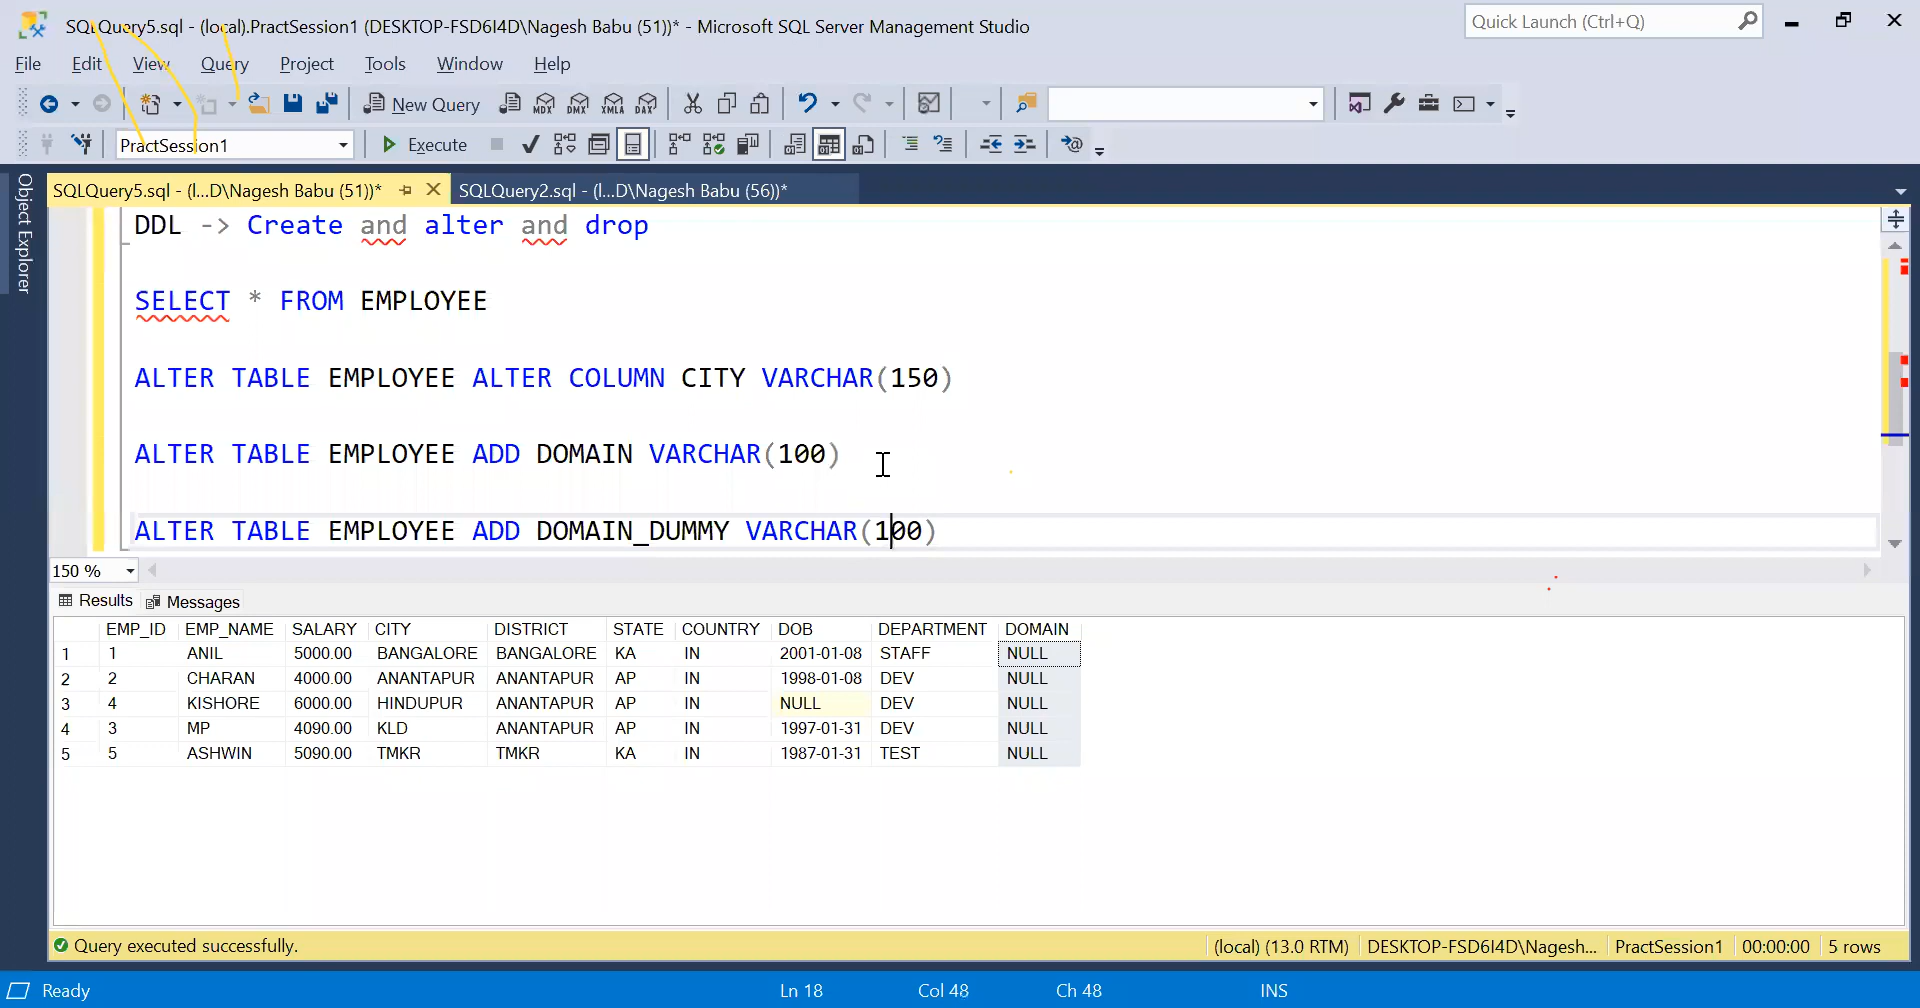 SQLQuery5.sql - (local).PractSession1 (DESKTOP-FSD6I4D\Nagesh Babu (51))* - Microsoft SQL Server Management Studio
Quick Launch (Ctrl+Q)
File Edit View Query Project Tools Window Help
New Query MDX DMX XMLA DAX
PractSession1 Execute
Object Explorer
SQLQuery5.sql - (l...D\Nagesh Babu (51))* SQLQuery2.sql - (l...D\Nagesh Babu (56))*
DDL -> Create and alter and drop
SELECT * FROM EMPLOYEE
ALTER TABLE EMPLOYEE ALTER COLUMN CITY VARCHAR(150)
ALTER TABLE EMPLOYEE ADD DOMAIN VARCHAR(100)
ALTER TABLE EMPLOYEE ADD DOMAIN_DUMMY VARCHAR(100)
150 %
Results Messages
EMP_ID EMP_NAME SALARY CITY DISTRICT STATE COUNTRY DOB DEPARTMENT DOMAIN
1 1 ANIL 5000.00 BANGALORE BANGALORE KA IN 2001-01-08 STAFF NULL
2 2 CHARAN 4000.00 ANANTAPUR ANANTAPUR AP IN 1998-01-08 DEV NULL
3 4 KISHORE 6000.00 HINDUPUR ANANTAPUR AP IN NULL DEV NULL
4 3 MP 4090.00 KLD ANANTAPUR AP IN 1997-01-31 DEV NULL
5 5 ASHWIN 5090.00 TMKR TMKR KA IN 1987-01-31 TEST NULL
Query executed successfully. (local) (13.0 RTM) DESKTOP-FSD6I4D\Nagesh... PractSession1 00:00:00 5 rows
Ready Ln 18 Col 48 Ch 48 INS